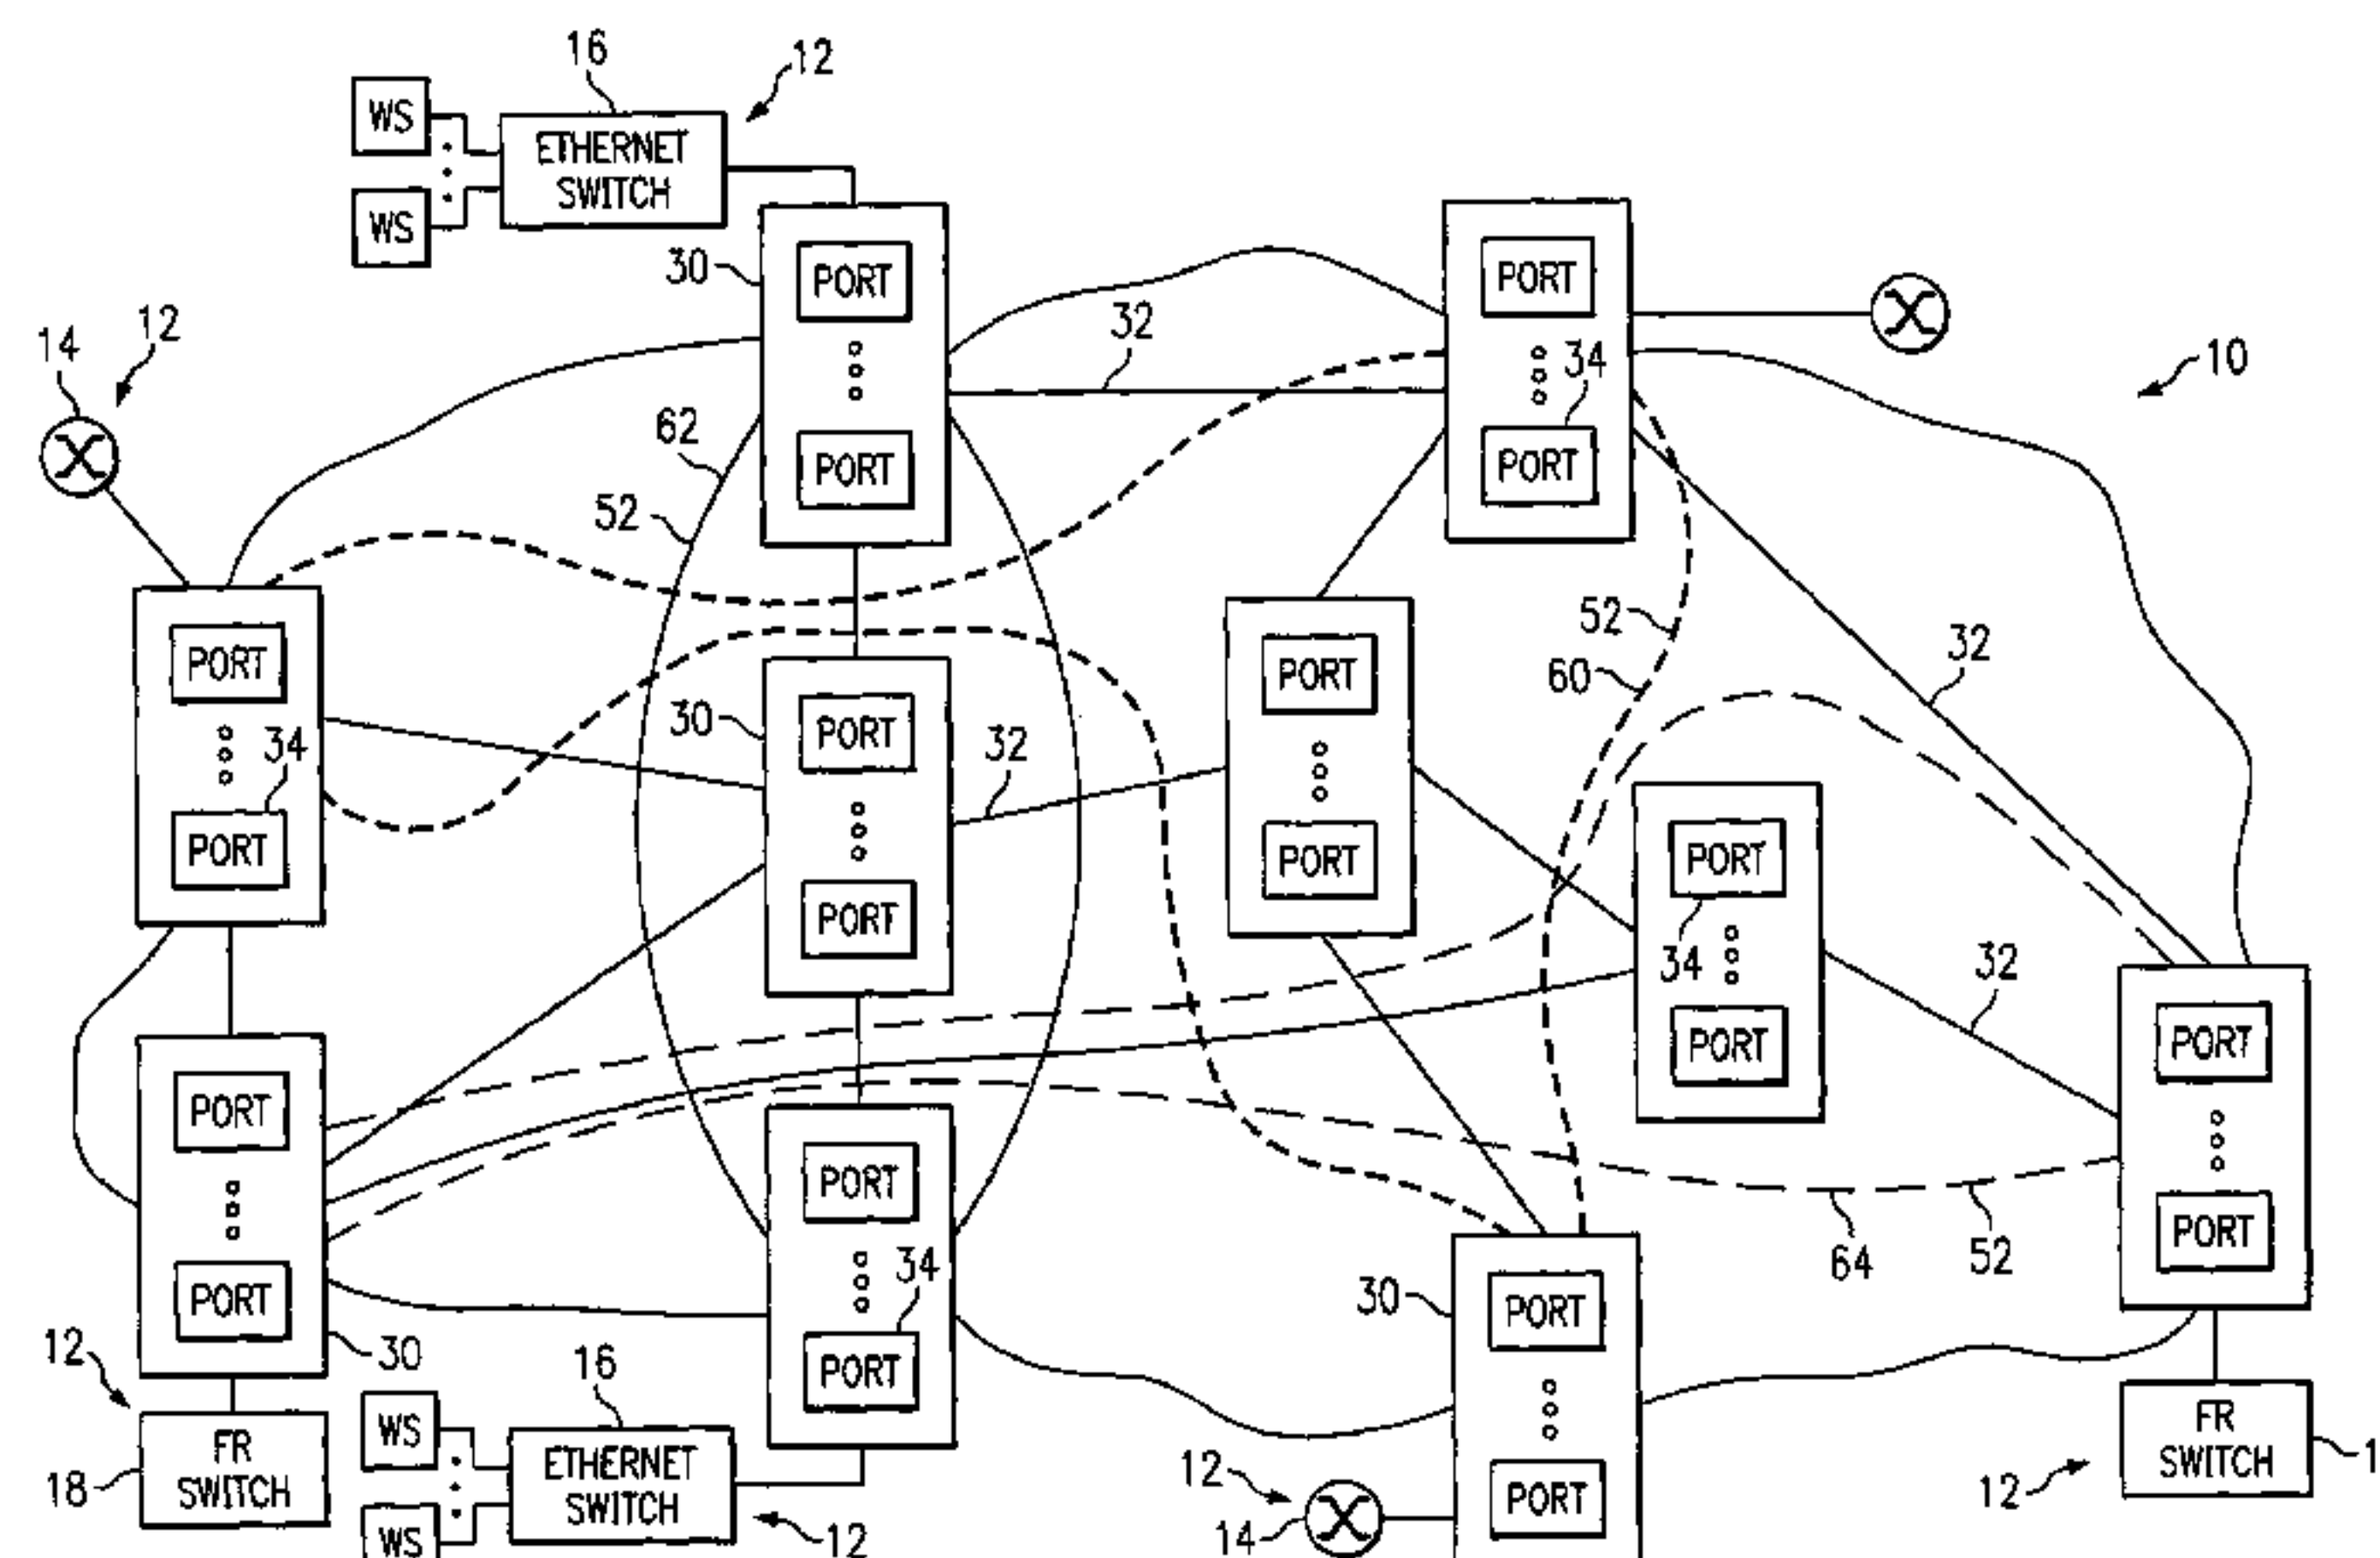 16
12
WS
ETHERNET
SWITCH
WS
30
PORT
PORT
32
PORT
34
PORT
10
14
12
62
52
PORT
34
PORT
30
PORT
PORT
32
PORT
PORT
52
60
32
PORT
34
PORT
32
PORT
PORT
PORT
PORT
30
PORT
34
PORT
64
52
30
PORT
PORT
12
18
FR
SWITCH
16
WS
ETHERNET
SWITCH
WS
12
12
14
12
FR
SWITCH
1